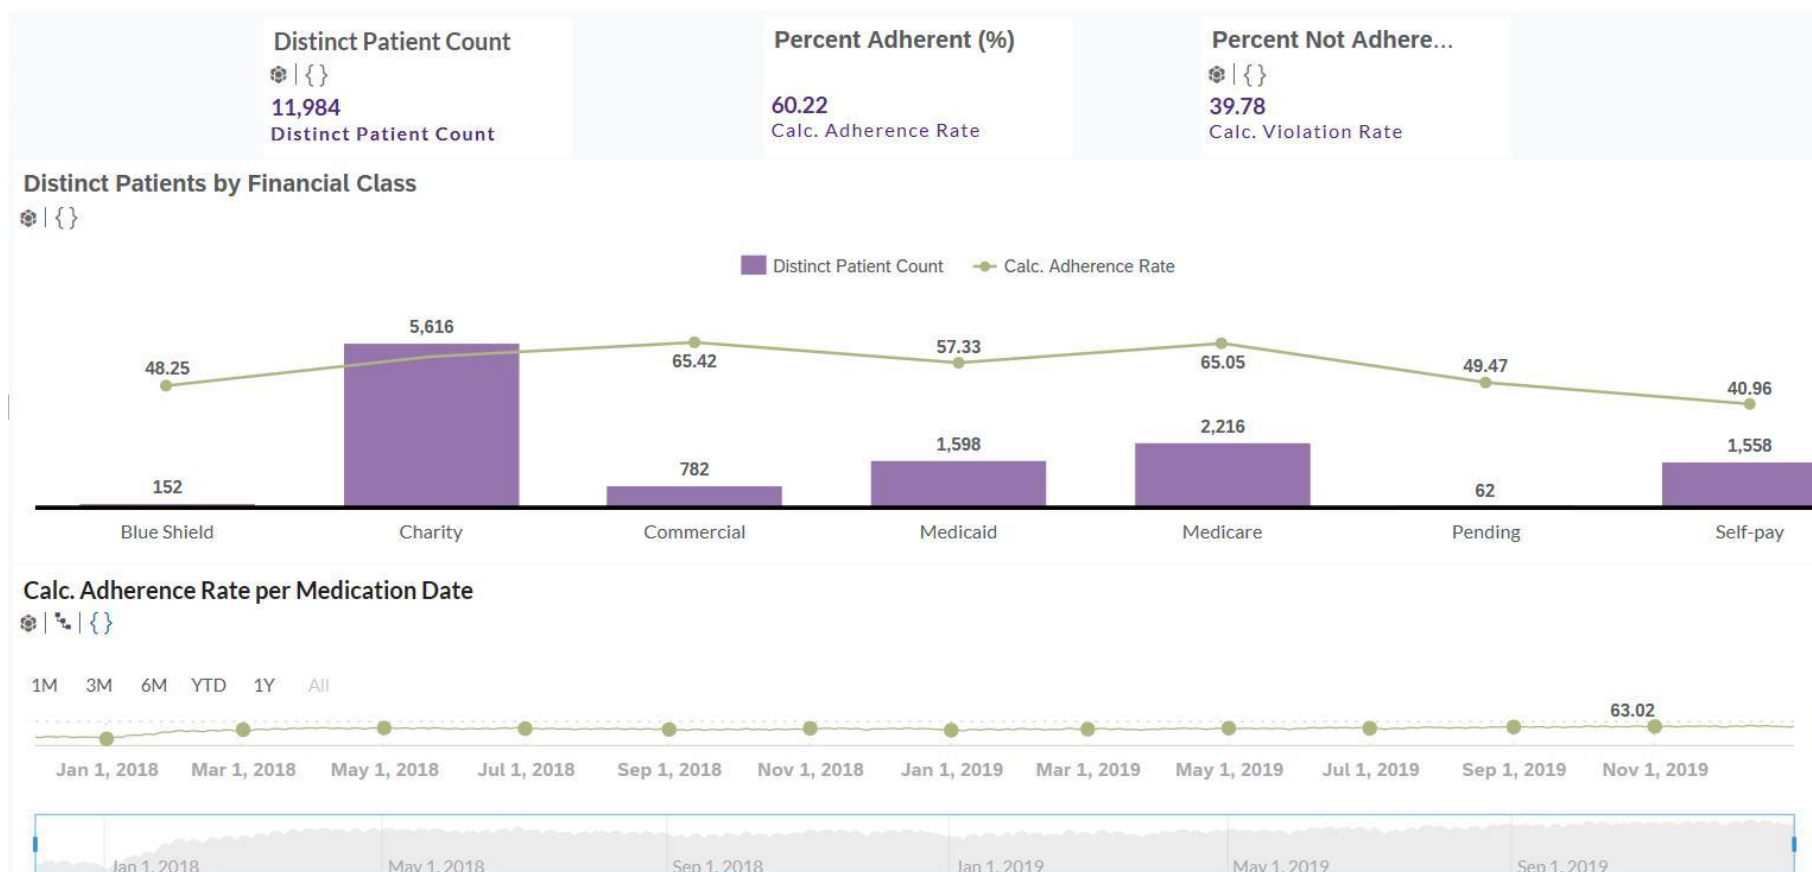 Distinct Patient Count
Percent Adherent (%)
Percent Not Adhere...
{}
{}
11,984
60.22
39.78
Distinct Patient Count
Calc. Adherence Rate
Calc. Violation Rate
Distinct Patients by Financial Class
{}
Distinct Patient Count
Calc. Adherence Rate
48.25
5,616
65.42
57.33
65.05
49.47
40.96
152
782
1,598
2,216
62
1,558
Blue Shield
Charity
Commercial
Medicaid
Medicare
Pending
Self-pay
Calc. Adherence Rate per Medication Date
{}
1M 3M 6M YTD 1Y All
63.02
Jan 1, 2018 Mar 1, 2018 May 1, 2018 Jul 1, 2018 Sep 1, 2018 Nov 1, 2018 Jan 1, 2019 Mar 1, 2019 May 1, 2019 Jul 1, 2019 Sep 1, 2019 Nov 1, 2019
Jan 1, 2018 May 1, 2018 Sep 1, 2018 Jan 1, 2019 May 1, 2019 Sep 1, 2019